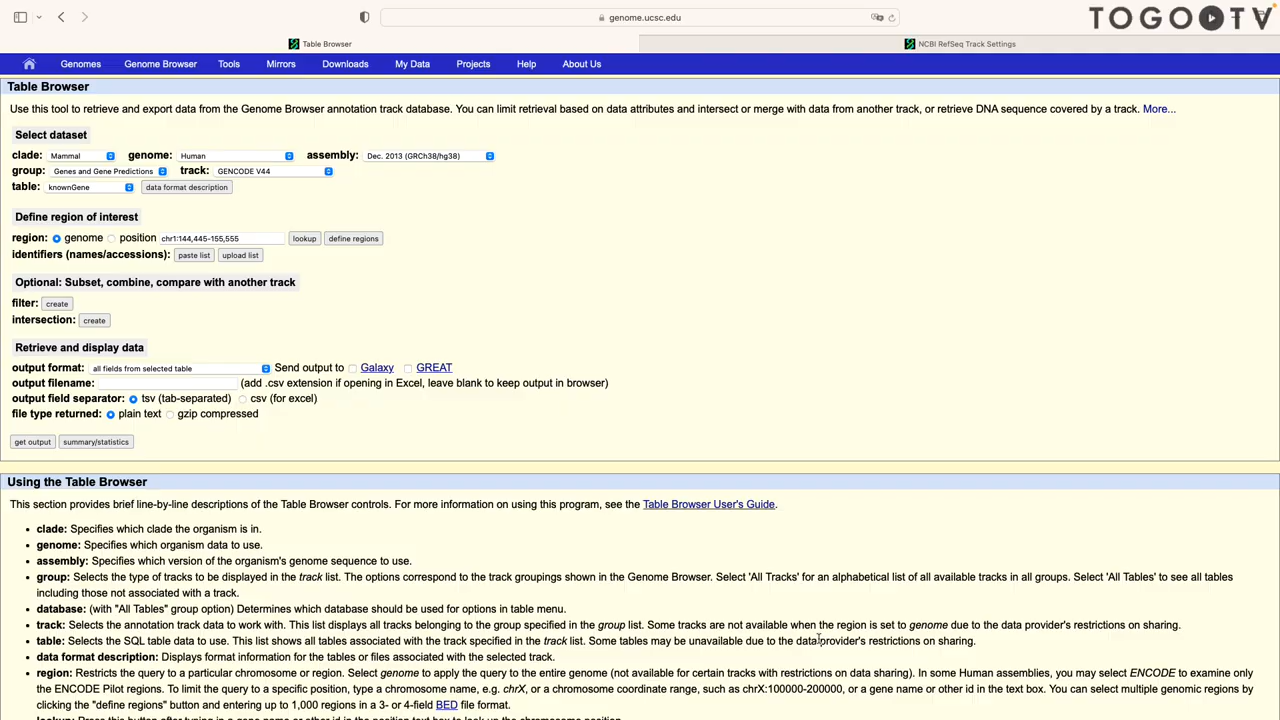 genome.ucsc.edu
TOGO TV
Table Browser
NCBI RefSeq Track Settings
Genomes Genome Browser Tools Mirrors Downloads My Data Projects Help About Us
Table Browser
Use this tool to retrieve and export data from the Genome Browser annotation track database. You can limit retrieval based on data attributes and intersect or merge with data from another track, or retrieve DNA sequence covered by a track. More...
Select dataset
clade: Mammal genome: Human assembly: Dec. 2013 (GRCh38/hg38)
group: Genes and Gene Predictions track: GENCODE V44
table: knownGene data format description
Define region of interest
region: genome position chr1:144,445-155,555 lookup define regions
identifiers (names/accessions): paste list upload list
Optional: Subset, combine, compare with another track
filter: create
intersection: create
Retrieve and display data
output format: all fields from selected table Send output to Galaxy GREAT
output filename: (add .csv extension if opening in Excel, leave blank to keep output in browser)
output field separator: tsv (tab-separated) csv (for excel)
file type returned: plain text gzip compressed
get output summary/statistics
Using the Table Browser
This section provides brief line-by-line descriptions of the Table Browser controls. For more information on using this program, see the Table Browser User's Guide.
• clade: Specifies which clade the organism is in.
• genome: Specifies which organism data to use.
• assembly: Specifies which version of the organism's genome sequence to use.
• group: Selects the type of tracks to be displayed in the track list. The options correspond to the track groupings shown in the Genome Browser. Select 'All Tracks' for an alphabetical list of all available tracks in all groups. Select 'All Tables' to see all tables
including those not associated with a track.
• database: (with "All Tables" group option) Determines which database should be used for options in table menu.
• track: Selects the annotation track data to work with. This list displays all tracks belonging to the group specified in the group list. Some tracks are not available when the region is set to genome due to the data provider's restrictions on sharing.
• table: Selects the SQL table data to use. This list shows all tables associated with the track specified in the track list. Some tables may be unavailable due to the data provider's restrictions on sharing.
• data format description: Displays format information for the tables or files associated with the selected track.
• region: Restricts the query to a particular chromosome or region. Select genome to apply the query to the entire genome (not available for certain tracks with restrictions on data sharing). In some Human assemblies, you may select ENCODE to examine only
the ENCODE Pilot regions. To limit the query to a specific position, type a chromosome name, e.g. chrX, or a chromosome coordinate range, such as chrX:100000-200000, or a gene name or other id in the text box. You can select multiple genomic regions by
clicking the "define regions" button and entering up to 1,000 regions in a 3- or 4-field BED file format.
• lookup: Press this button after typing in a gene name or other id in the position text box to look up the chromosome position